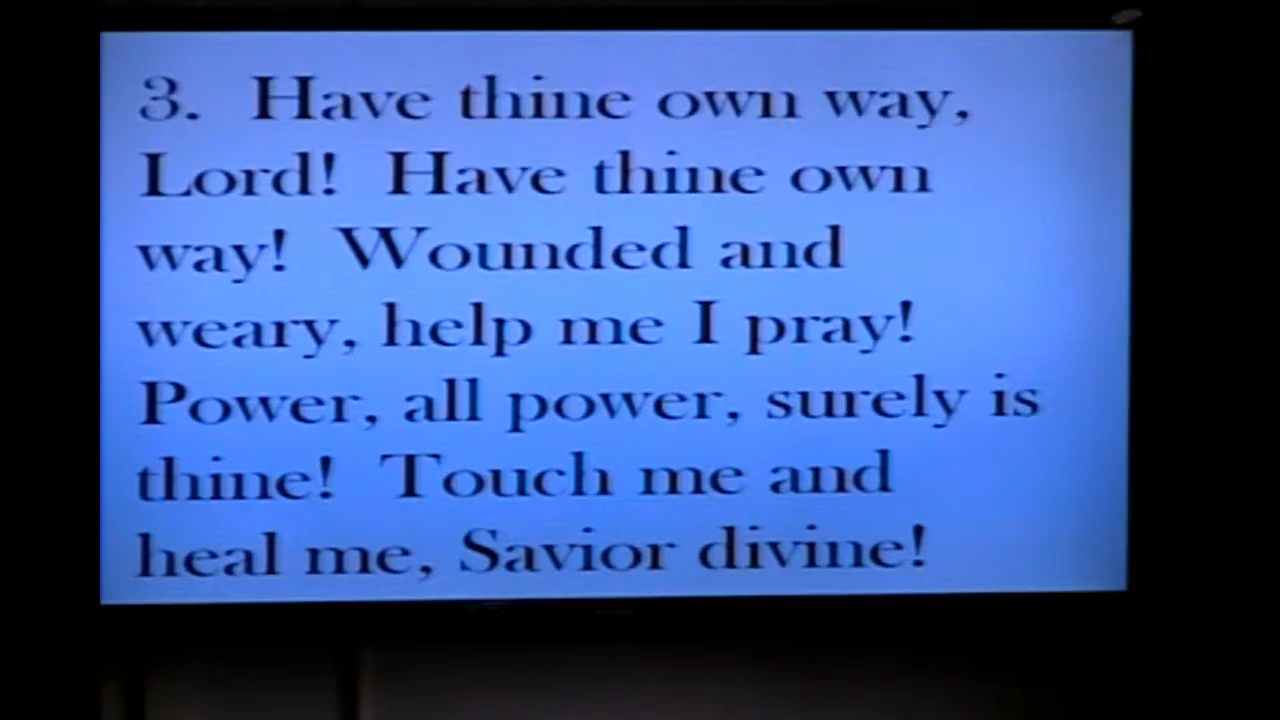 3. Have thine own way,
Lord! Have thine own
way! Wounded and
weary, help me I pray!
Power, all power, surely is
thine! Touch me and
heal me, Savior divine!